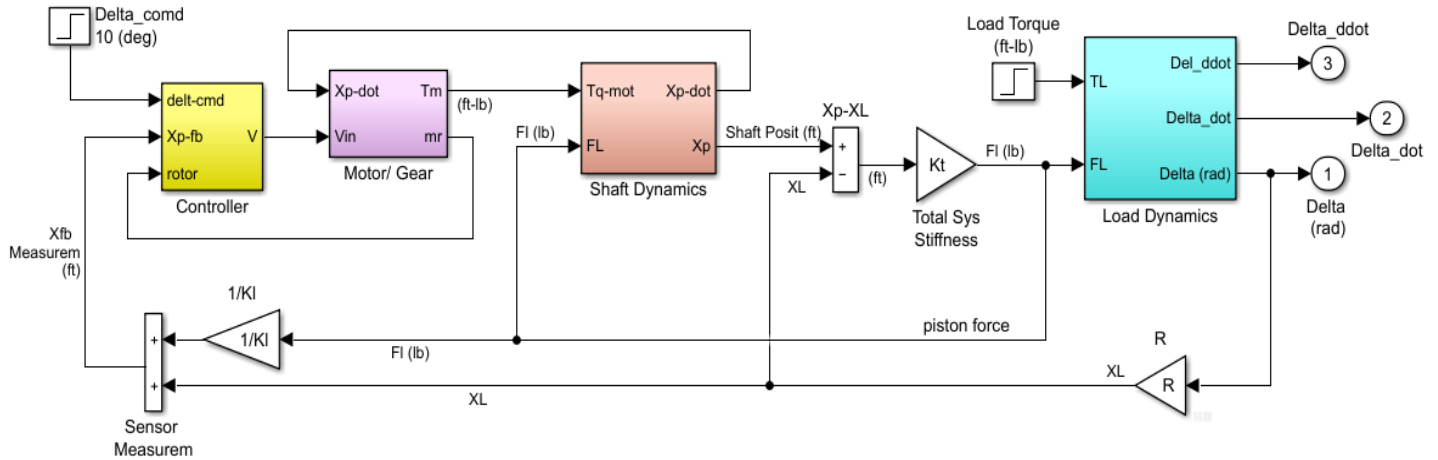 Delta_comd
10 (deg)
delt-cmd
Xp-fb
V
rotor
Controller
Xp-dot
Tm
Vin
mr
Motor/ Gear
(ft-lb)
Fl (lb)
Tq-mot
Xp-dot
FL
Xp
Shaft Dynamics
Shaft Posit (ft)
Xp-XL
+
−
XL
(ft)
Kt
Total Sys
Stiffness
Fl (lb)
Load Torque
(ft-lb)
TL
Del_ddot
Delta_dot
FL
Delta (rad)
Load Dynamics
Delta_ddot
3
2
Delta_dot
1
Delta
(rad)
Xfb
Measurem
(ft)
1/Kl
1/Kl
+
+
Sensor
Measurem
Fl (lb)
XL
piston force
R
R
XL